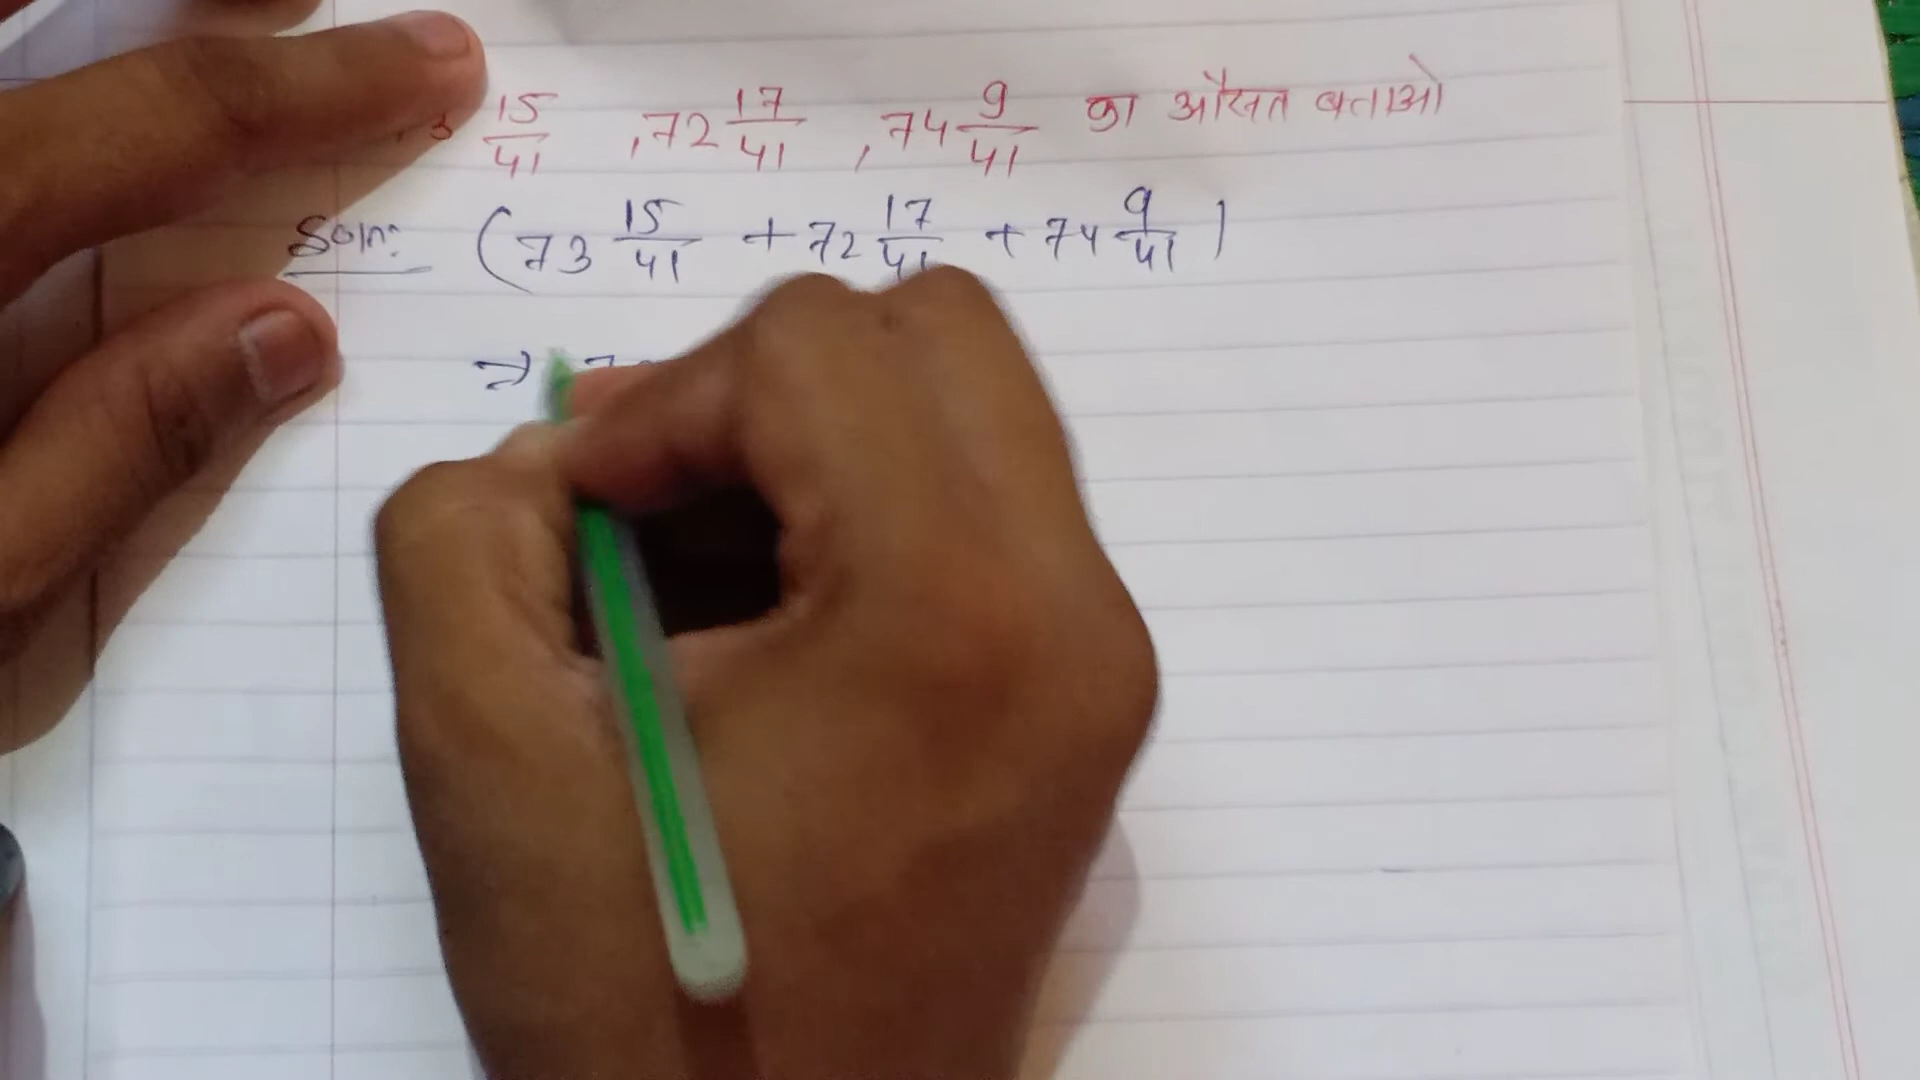 3 15/41 , 72 17/41 , 74 9/41 का औसत बताओ
Soln: (73 15/41 + 72 17/41 + 74 9/41)
⇒